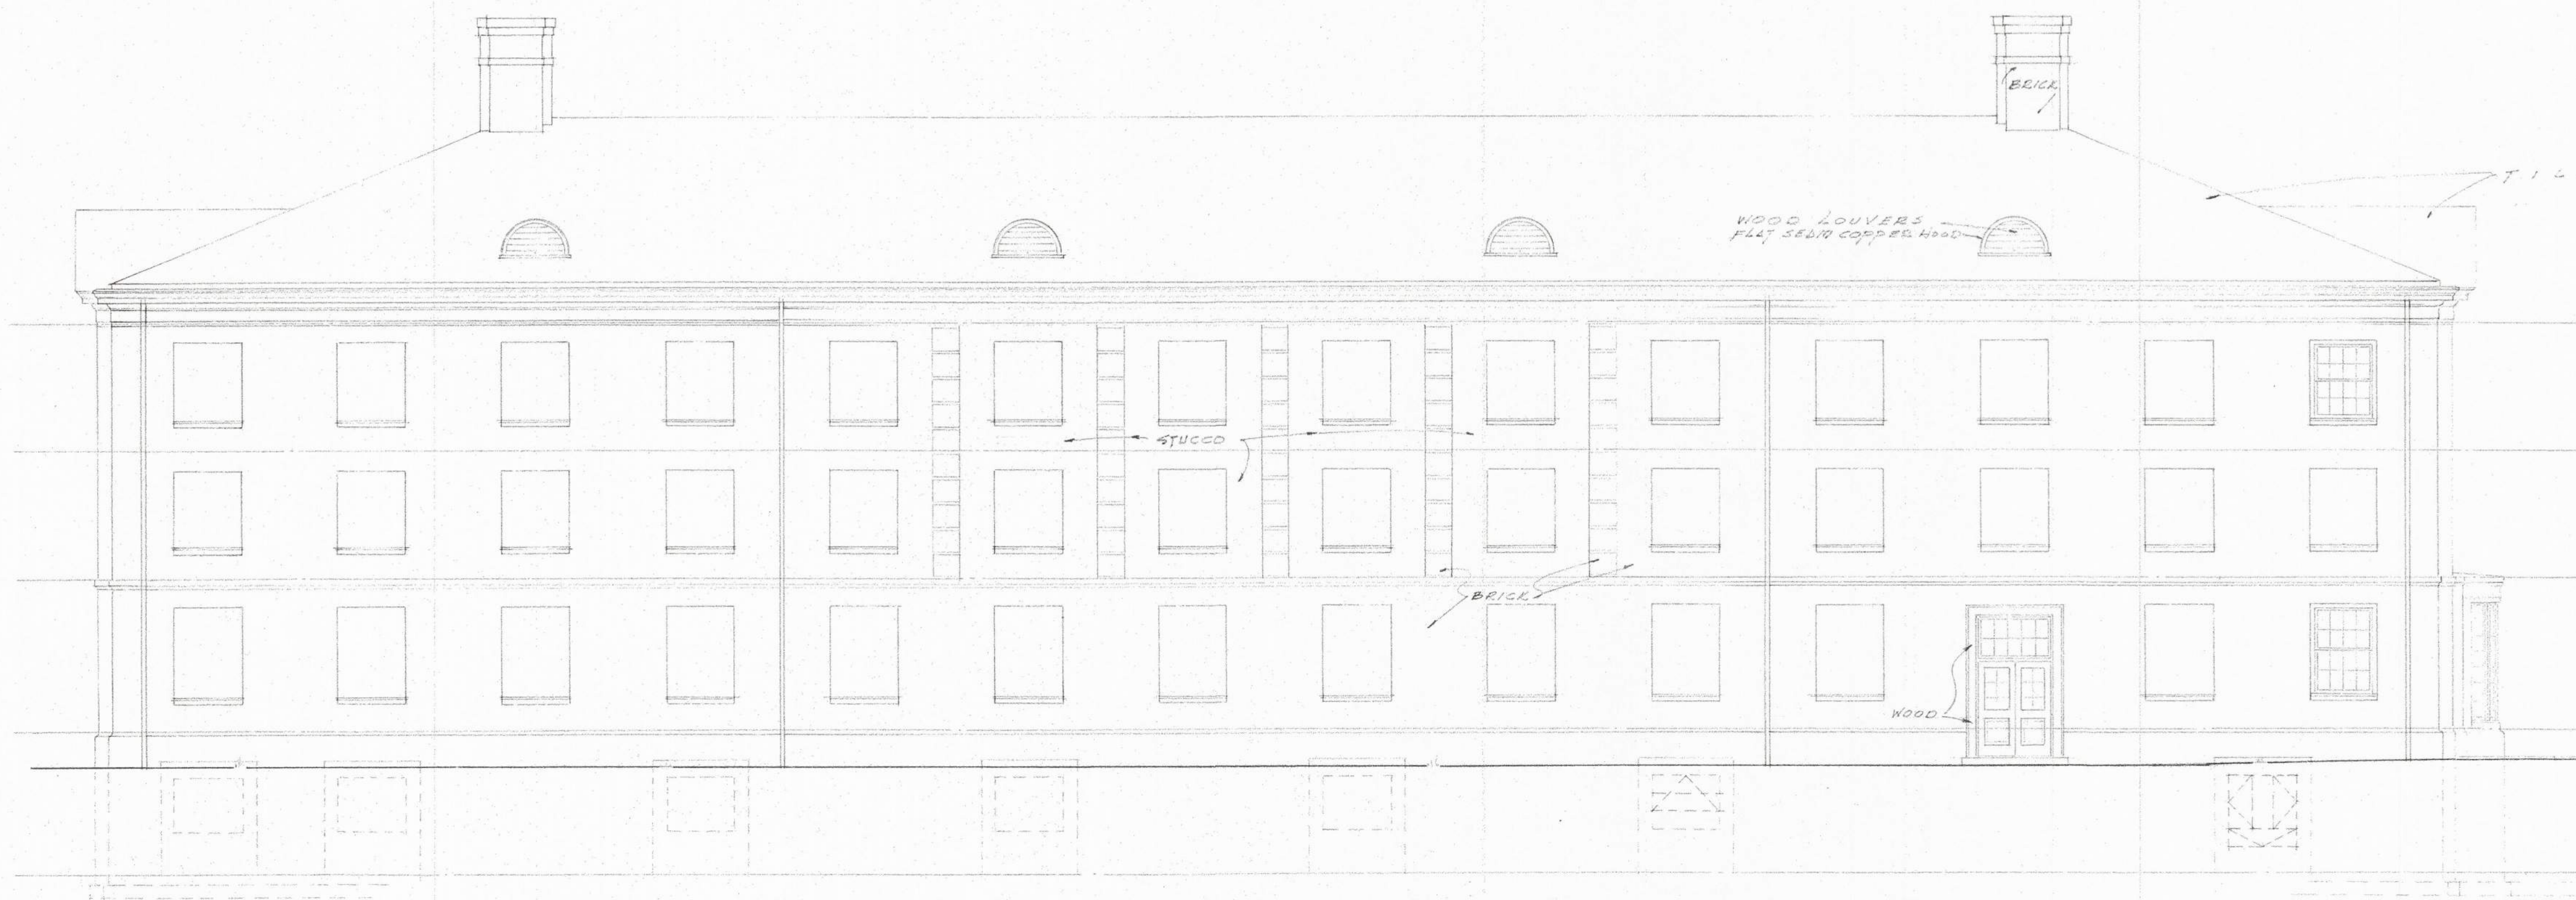 BRICK
T I L
WOOD LOUVERS
FLAT SEAM COPPER HOOD
STUCCO
BRICK
WOOD